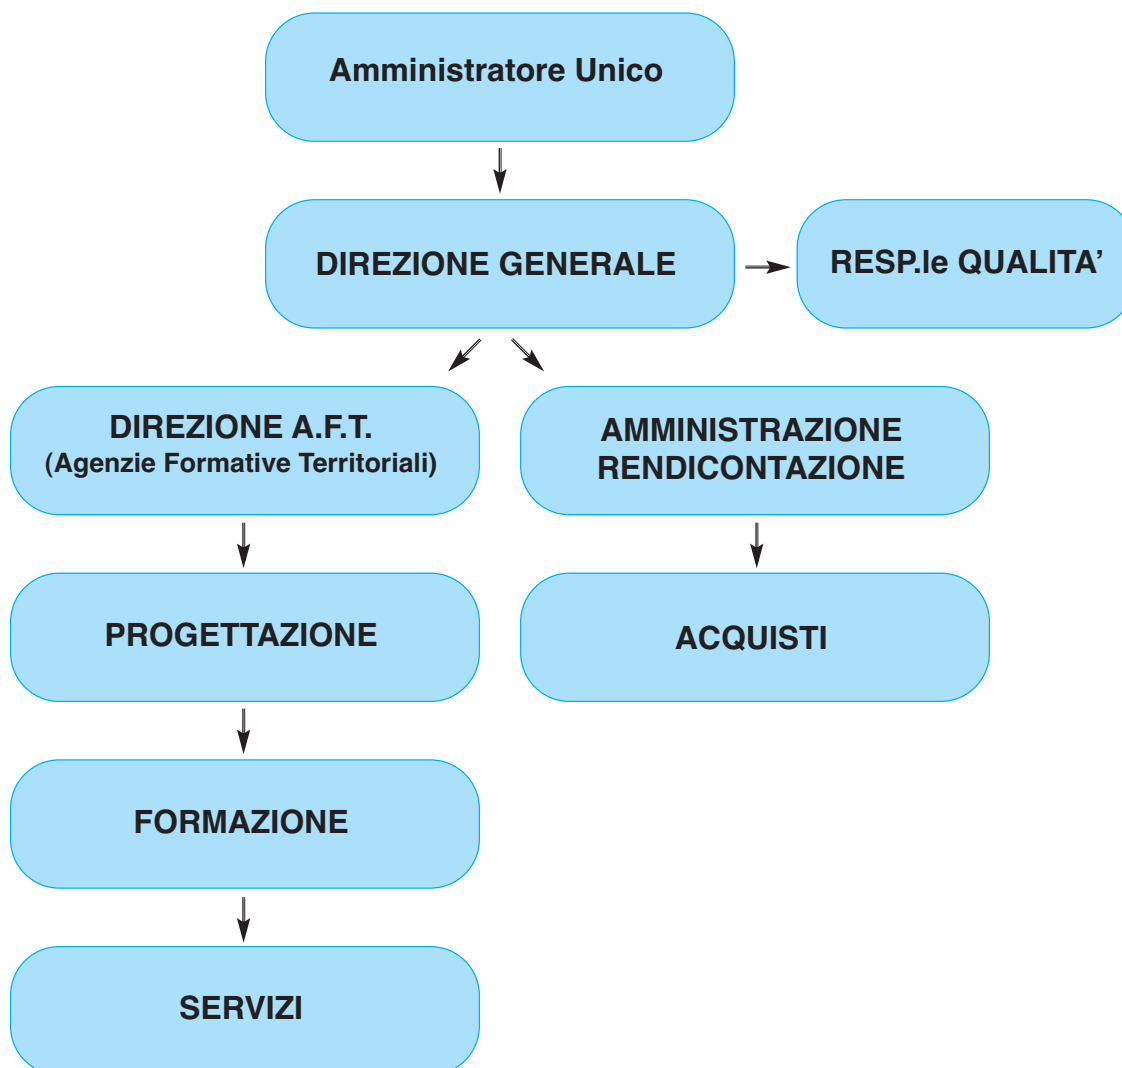 Amministratore Unico
DIREZIONE GENERALE
RESP.le QUALITA’
DIREZIONE A.F.T.
(Agenzie Formative Territoriali)
AMMINISTRAZIONE
RENDICONTAZIONE
PROGETTAZIONE
ACQUISTI
FORMAZIONE
SERVIZI